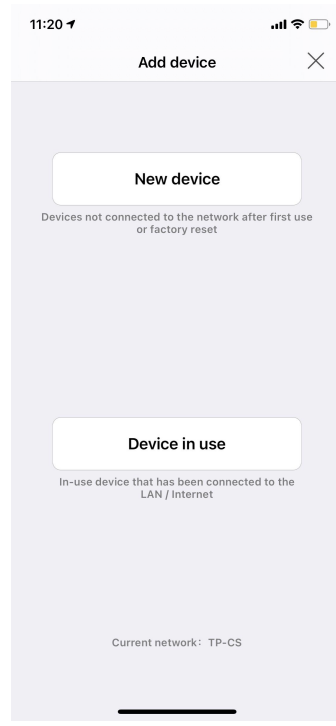 11:20
Add device
New device
Devices not connected to the network after first use
or factory reset
Device in use
In-use device that has been connected to the
LAN / Internet
Current network: TP-CS